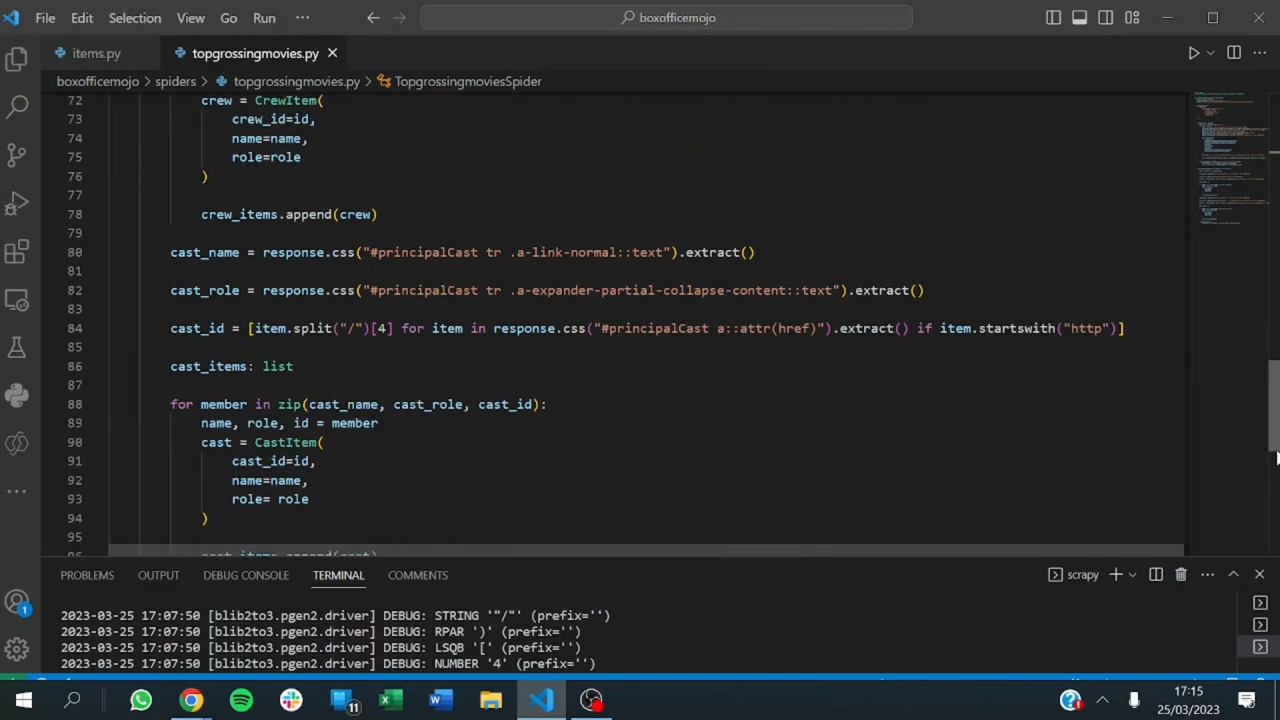 File Edit Selection View Go Run ··· boxofficemojo
items.py topgrossingmovies.py
boxofficemojo > spiders > topgrossingmovies.py > TopgrossingmoviesSpider
72 crew = CrewItem(
73 crew_id=id,
74 name=name,
75 role=role
76 )
77
78 crew_items.append(crew)
79
80 cast_name = response.css("#principalCast tr .a-link-normal::text").extract()
81
82 cast_role = response.css("#principalCast tr .a-expander-partial-collapse-content::text").extract()
83
84 cast_id = [item.split("/")[4] for item in response.css("#principalCast a::attr(href)").extract() if item.startswith("http")]
85
86 cast_items: list
87
88 for member in zip(cast_name, cast_role, cast_id):
89 name, role, id = member
90 cast = CastItem(
91 cast_id=id,
92 name=name,
93 role= role
94 )
95
96 cast_items.append(cast)
PROBLEMS OUTPUT DEBUG CONSOLE TERMINAL COMMENTS scrapy
2023-03-25 17:07:50 [blib2to3.pgen2.driver] DEBUG: STRING '"/"' (prefix='')
2023-03-25 17:07:50 [blib2to3.pgen2.driver] DEBUG: RPAR ')' (prefix='')
2023-03-25 17:07:50 [blib2to3.pgen2.driver] DEBUG: LSQB '[' (prefix='')
2023-03-25 17:07:50 [blib2to3.pgen2.driver] DEBUG: NUMBER '4' (prefix='')
1
11
17:15
25/03/2023